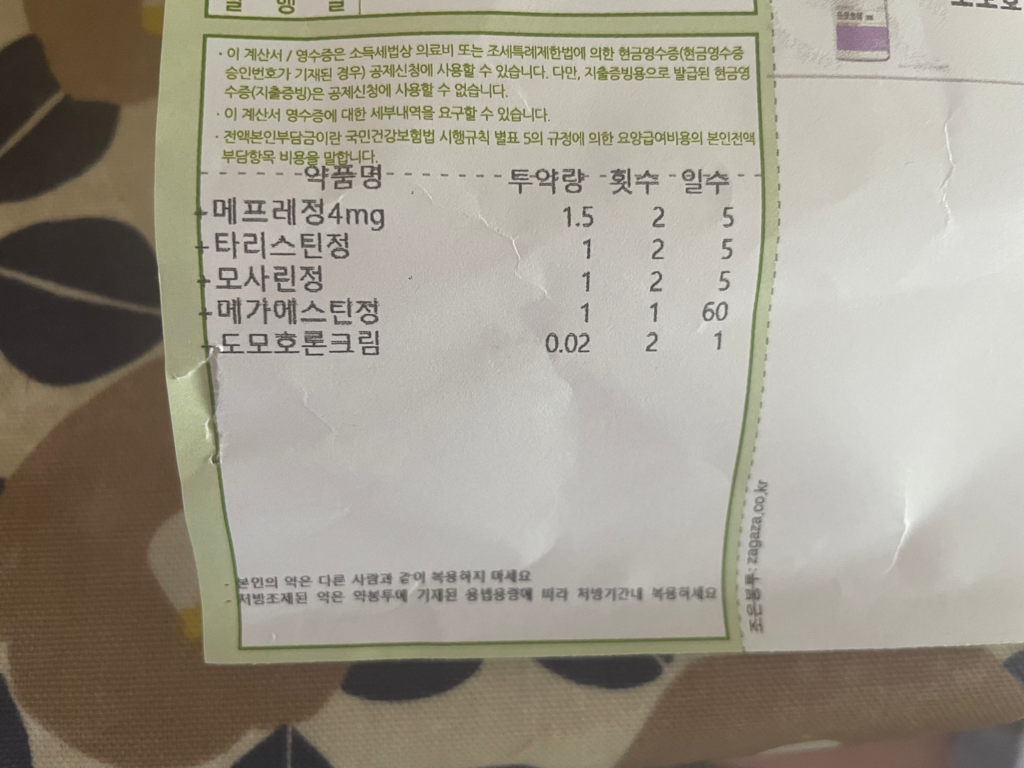 · 이 계산서 / 영수증은 소득세법상 의료비 또는 조세특례제한법에 의한 현금영수증(현금영수증
승인번호가 기재된 경우) 공제신청에 사용할 수 있습니다. 다만, 지출증빙용으로 발급된 현금영
수증(지출증빙)은 공제신청에 사용할 수 없습니다.
· 이 계산서 영수증에 대한 세부내역을 요구할 수 있습니다.
· 전액본인부담금이란 국민건강보험법 시행규칙 별표 5의 규정에 의한 요양급여비용의 본인전액
부담항목 비용을 말합니다.
약품명 투약량 횟수 일수
+메프레정4mg 1.5 2 5
+타리스틴정 1 2 5
+모사린정 1 2 5
+메가에스틴정 1 1 60
+도모호론크림 0.02 2 1
- 본인의 약은 다른 사람과 같이 복용하지 마세요
- 처방조제된 약은 약봉투에 기재된 용법용량에 따라 처방기간내 복용하세요
조은봉투: zagaza.co.kr